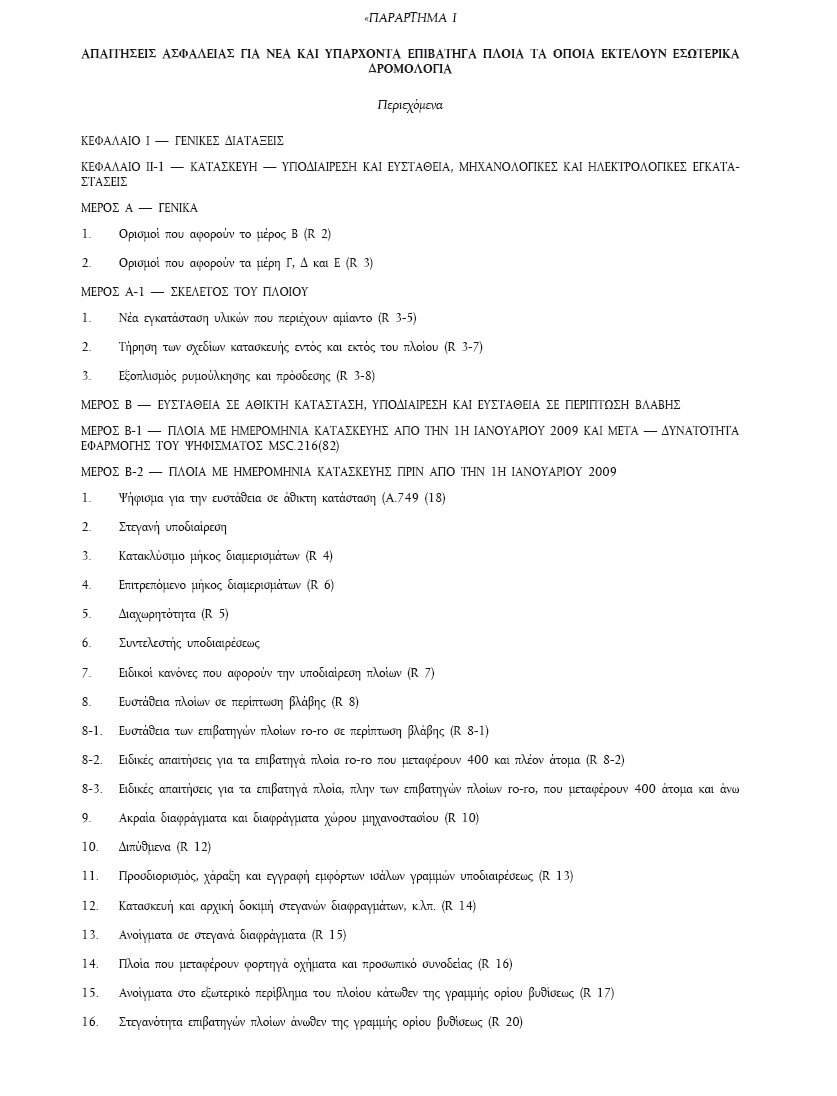 «ΠΑΡΑΡΤΗΜΑ I
ΑΠΑΙΤΗΣΕΙΣ ΑΣΦΑΛΕΙΑΣ ΓΙΑ ΝΕΑ ΚΑΙ ΥΠΑΡΧΟΝΤΑ ΕΠΙΒΑΤΗΓΑ ΠΛΟΙΑ ΤΑ ΟΠΟΙΑ ΕΚΤΕΛΟΥΝ ΕΣΩΤΕΡΙΚΑ
ΔΡΟΜΟΛΟΓΙΑ
Περιεχόμενα
ΚΕΦΑΛΑΙΟ I — ΓΕΝΙΚΕΣ ΔΙΑΤΑΞΕΙΣ
ΚΕΦΑΛΑΙΟ II-1 — ΚΑΤΑΣΚΕΥΗ — ΥΠΟΔΙΑΙΡΕΣΗ ΚΑΙ ΕΥΣΤΑΘΕΙΑ, ΜΗΧΑΝΟΛΟΓΙΚΕΣ ΚΑΙ ΗΛΕΚΤΡΟΛΟΓΙΚΕΣ ΕΓΚΑΤΑ-
ΣΤΑΣΕΙΣ
ΜΕΡΟΣ Α — ΓΕΝΙΚΑ
1. Ορισμοί που αφορούν το μέρος Β (R 2)
2. Ορισμοί που αφορούν τα μέρη Γ, Δ και Ε (R 3)
ΜΕΡΟΣ Α-1 — ΣΚΕΛΕΤΟΣ ΤΟΥ ΠΛΟΙΟΥ
1. Νέα εγκατάσταση υλικών που περιέχουν αμίαντο (R 3-5)
2. Τήρηση των σχεδίων κατασκευής εντός και εκτός του πλοίου (R 3-7)
3. Εξοπλισμός ρυμούλκησης και πρόσδεσης (R 3-8)
ΜΕΡΟΣ Β — ΕΥΣΤΑΘΕΙΑ ΣΕ ΑΘΙΚΤΗ ΚΑΤΑΣΤΑΣΗ, ΥΠΟΔΙΑΙΡΕΣΗ ΚΑΙ ΕΥΣΤΑΘΕΙΑ ΣΕ ΠΕΡΙΠΤΩΣΗ ΒΛΑΒΗΣ
ΜΕΡΟΣ Β-1 — ΠΛΟΙΑ ΜΕ ΗΜΕΡΟΜΗΝΙΑ ΚΑΤΑΣΚΕΥΗΣ ΑΠΟ ΤΗΝ 1Η ΙΑΝΟΥΑΡΙΟΥ 2009 ΚΑΙ ΜΕΤΑ — ΔΥΝΑΤΟΤΗΤΑ
ΕΦΑΡΜΟΓΗΣ ΤΟΥ ΨΗΦΙΣΜΑΤΟΣ MSC.216(82)
ΜΕΡΟΣ Β-2 — ΠΛΟΙΑ ΜΕ ΗΜΕΡΟΜΗΝΙΑ ΚΑΤΑΣΚΕΥΗΣ ΠΡΙΝ ΑΠΟ ΤΗΝ 1Η ΙΑΝΟΥΑΡΙΟΥ 2009
1. Ψήφισμα για την ευστάθεια σε άθικτη κατάσταση (A.749 (18)
2. Στεγανή υποδιαίρεση
3. Κατακλύσιμο μήκος διαμερισμάτων (R 4)
4. Επιτρεπόμενο μήκος διαμερισμάτων (R 6)
5. Διαχωρητότητα (R 5)
6. Συντελεστής υποδιαιρέσεως
7. Ειδικοί κανόνες που αφορούν την υποδιαίρεση πλοίων (R 7)
8. Ευστάθεια πλοίων σε περίπτωση βλάβης (R 8)
8-1. Ευστάθεια των επιβατηγών πλοίων ro-ro σε περίπτωση βλάβης (R 8-1)
8-2. Ειδικές απαιτήσεις για τα επιβατηγά πλοία ro-ro που μεταφέρουν 400 και πλέον άτομα (R 8-2)
8-3. Ειδικές απαιτήσεις για τα επιβατηγά πλοία, πλην των επιβατηγών πλοίων ro-ro, που μεταφέρουν 400 άτομα και άνω
9. Ακραία διαφράγματα και διαφράγματα χώρου μηχανοστασίου (R 10)
10. Διπύθμενα (R 12)
11. Προσδιορισμός, χάραξη και εγγραφή εμφόρτων ισάλων γραμμών υποδιαιρέσεως (R 13)
12. Κατασκευή και αρχική δοκιμή στεγανών διαφραγμάτων, κ.λπ. (R 14)
13. Ανοίγματα σε στεγανά διαφράγματα (R 15)
14. Πλοία που μεταφέρουν φορτηγά οχήματα και προσωπικό συνοδείας (R 16)
15. Ανοίγματα στο εξωτερικό περίβλημα του πλοίου κάτωθεν της γραμμής ορίου βυθίσεως (R 17)
16. Στεγανότητα επιβατηγών πλοίων άνωθεν της γραμμής ορίου βυθίσεως (R 20)